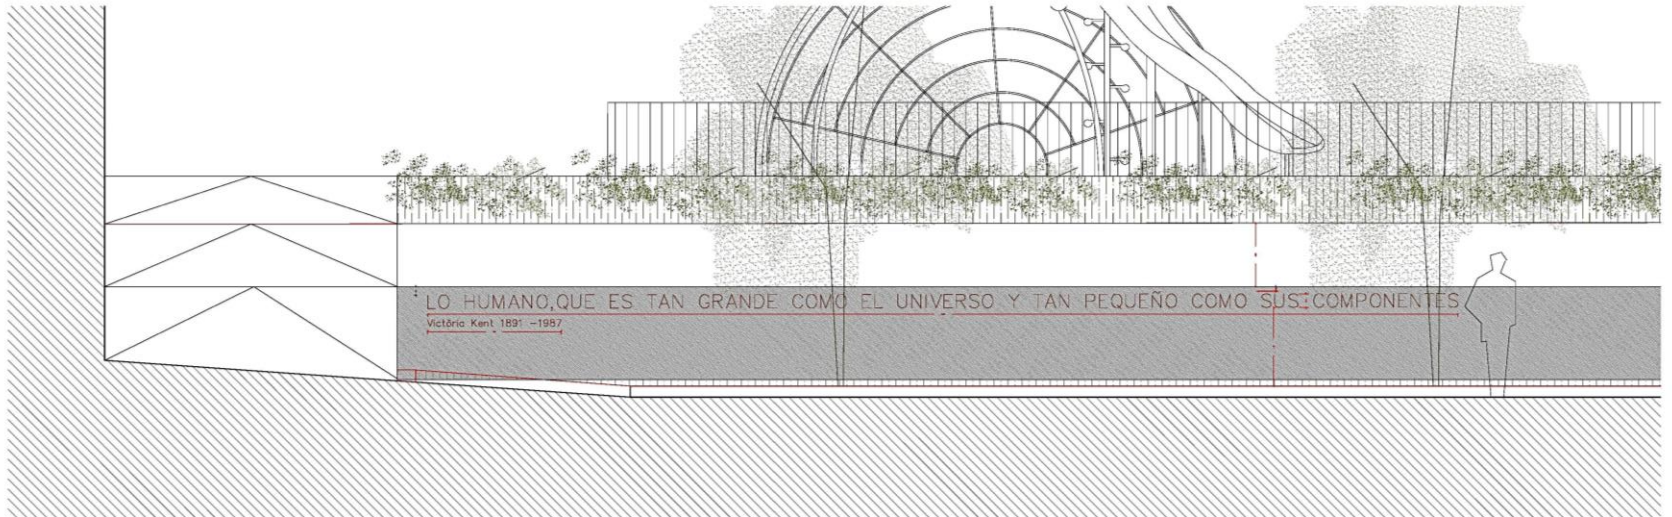 LO HUMANO,QUE ES TAN GRANDE COMO EL UNIVERSO Y TAN PEQUEÑO COMO SUS COMPONENTES
Victòria Kent 1891 -1987